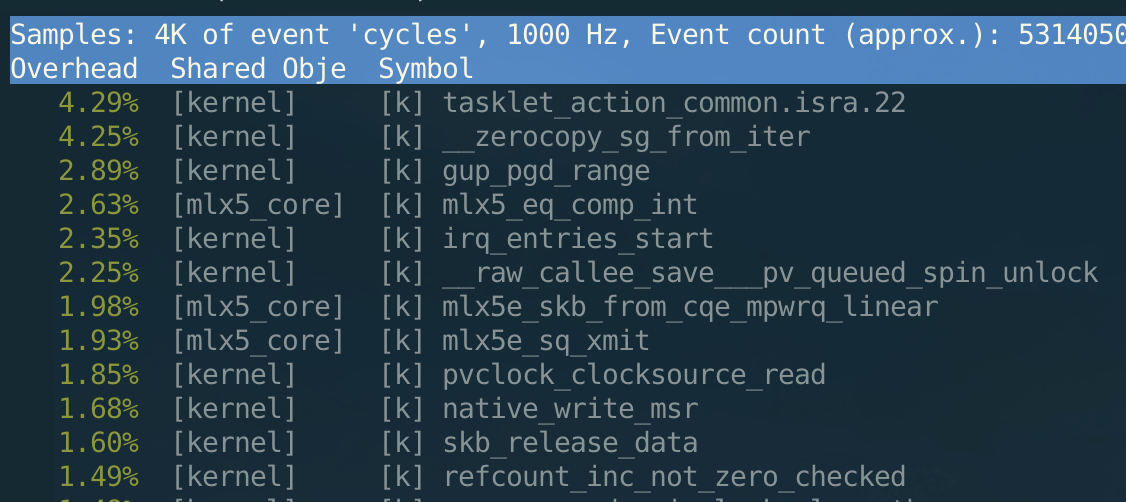 Samples: 4K of event 'cycles', 1000 Hz, Event count (approx.): 5314050
Overhead  Shared Obje  Symbol
4.29%  [kernel]     [k] tasklet_action_common.isra.22
4.25%  [kernel]     [k] __zerocopy_sg_from_iter
2.89%  [kernel]     [k] gup_pgd_range
2.63%  [mlx5_core]  [k] mlx5_eq_comp_int
2.35%  [kernel]     [k] irq_entries_start
2.25%  [kernel]     [k] __raw_callee_save___pv_queued_spin_unlock
1.98%  [mlx5_core]  [k] mlx5e_skb_from_cqe_mpwrq_linear
1.93%  [mlx5_core]  [k] mlx5e_sq_xmit
1.85%  [kernel]     [k] pvclock_clocksource_read
1.68%  [kernel]     [k] native_write_msr
1.60%  [kernel]     [k] skb_release_data
1.49%  [kernel]     [k] refcount_inc_not_zero_checked